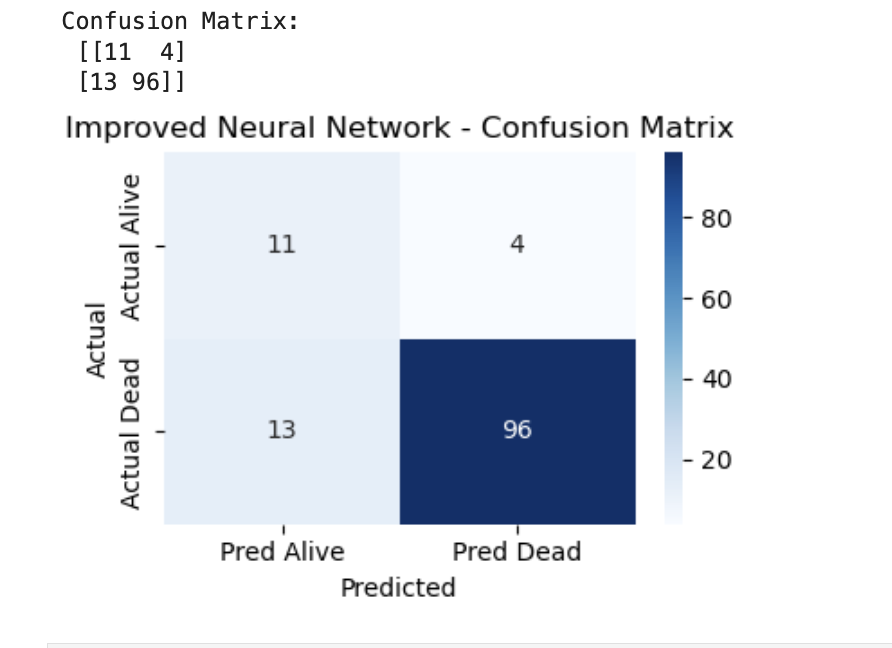 Confusion Matrix:
[[11 4]
[13 96]]
Improved Neural Network - Confusion Matrix
Actual
Actual Alive
11 4
Actual Dead
13 96
80
60
40
20
Pred Alive Pred Dead
Predicted